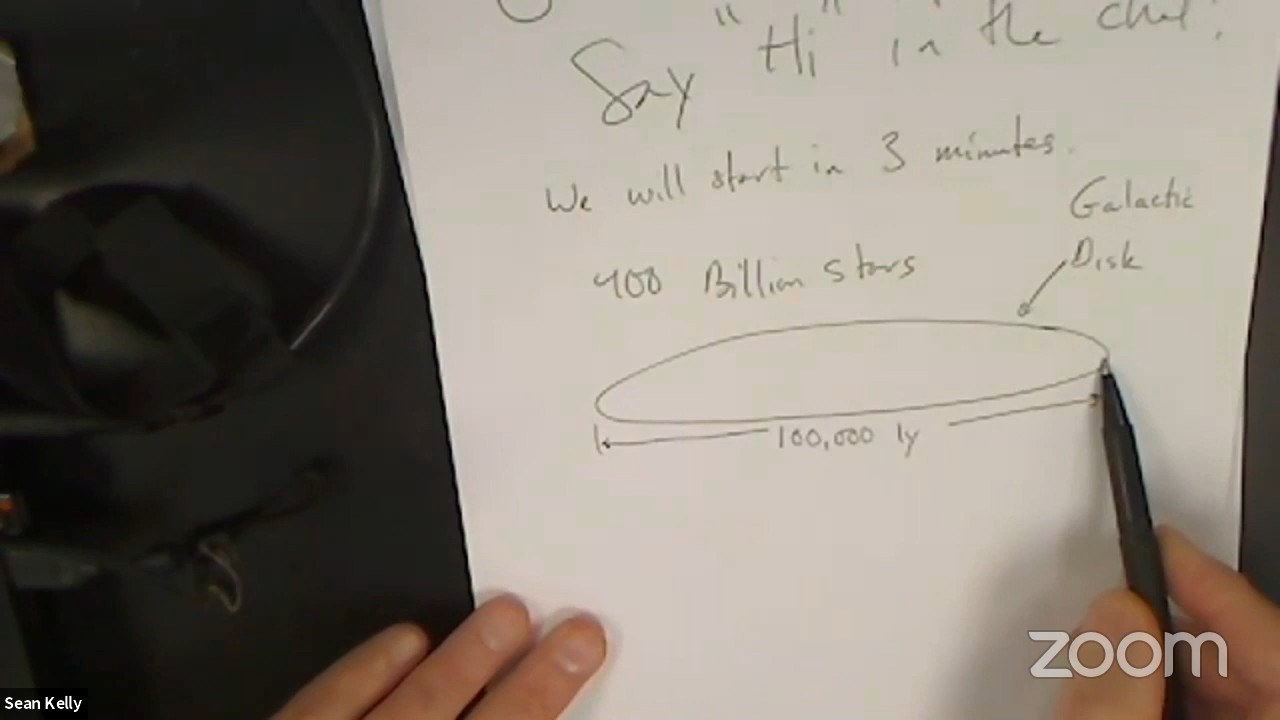 Say "Hi" in the chat!
We will start in 3 minutes.
Galactic
Disk
400 Billion Stars
100,000 ly
zoom
Sean Kelly